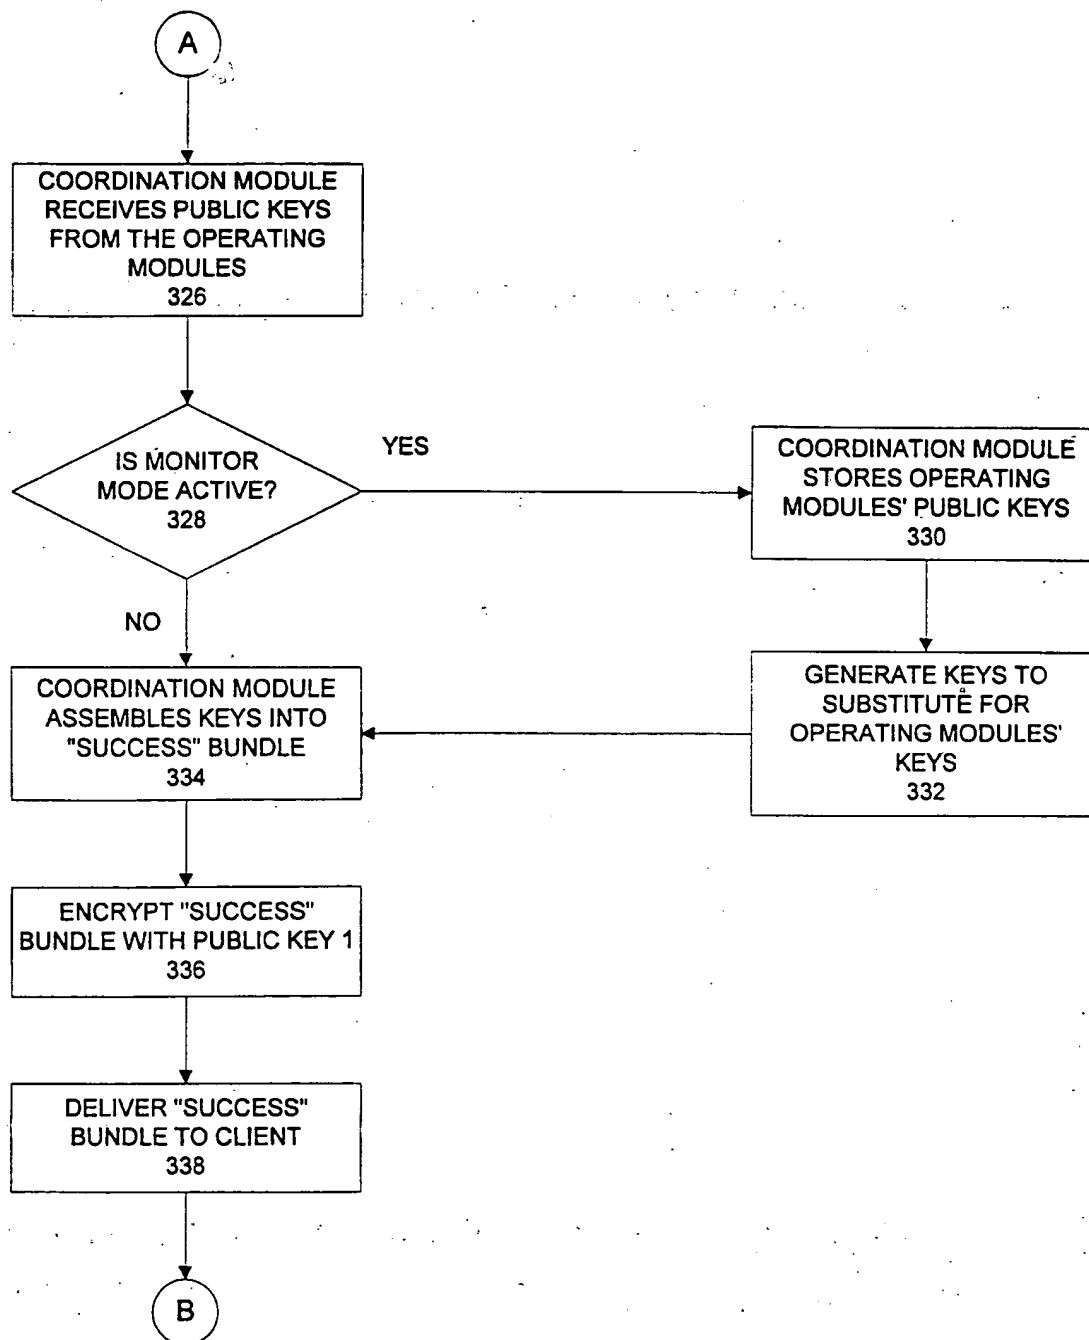 A
COORDINATION MODULE
RECEIVES PUBLIC KEYS
FROM THE OPERATING
MODULES
326
IS MONITOR
MODE ACTIVE?
328
YES
COORDINATION MODULE
STORES OPERATING
MODULES' PUBLIC KEYS
330
NO
GENERATE KEYS TO
SUBSTITUTE FOR
OPERATING MODULES'
KEYS
332
COORDINATION MODULE
ASSEMBLES KEYS INTO
"SUCCESS" BUNDLE
334
ENCRYPT "SUCCESS"
BUNDLE WITH PUBLIC KEY 1
336
DELIVER "SUCCESS"
BUNDLE TO CLIENT
338
B